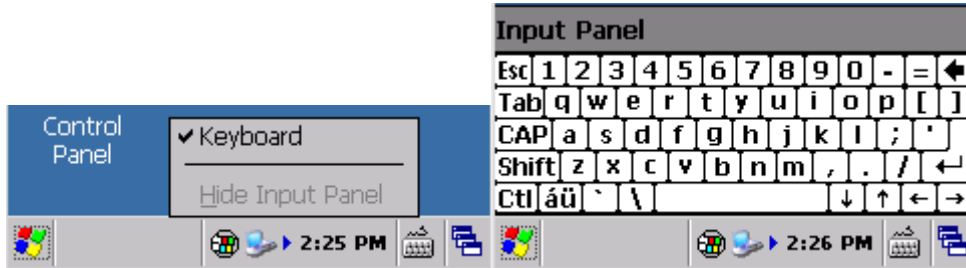 Control
Panel
Keyboard
Hide Input Panel
2:25 PM
Input Panel
Esc 1 2 3 4 5 6 7 8 9 0 - =
Tab q w e r t y u i o p [ ]
CAP a s d f g h j k l ; '
Shift z x c v b n m , . /
Ctl áü ` \
2:26 PM